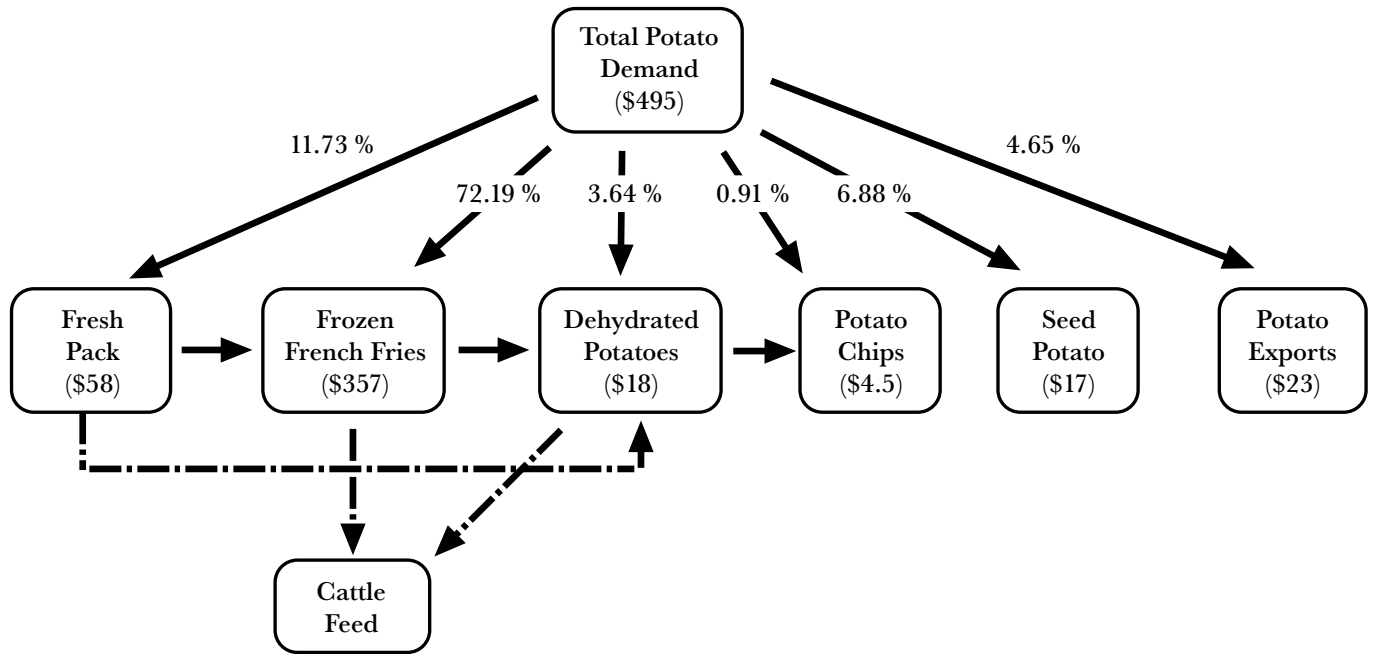 Total Potato
Demand
($495)
11.73 %
4.65 %
72.19 %
3.64 %
0.91 %
6.88 %
Fresh
Pack
($58)
Frozen
French Fries
($357)
Dehydrated
Potatoes
($18)
Potato
Chips
($4.5)
Seed
Potato
($17)
Potato
Exports
($23)
Cattle
Feed